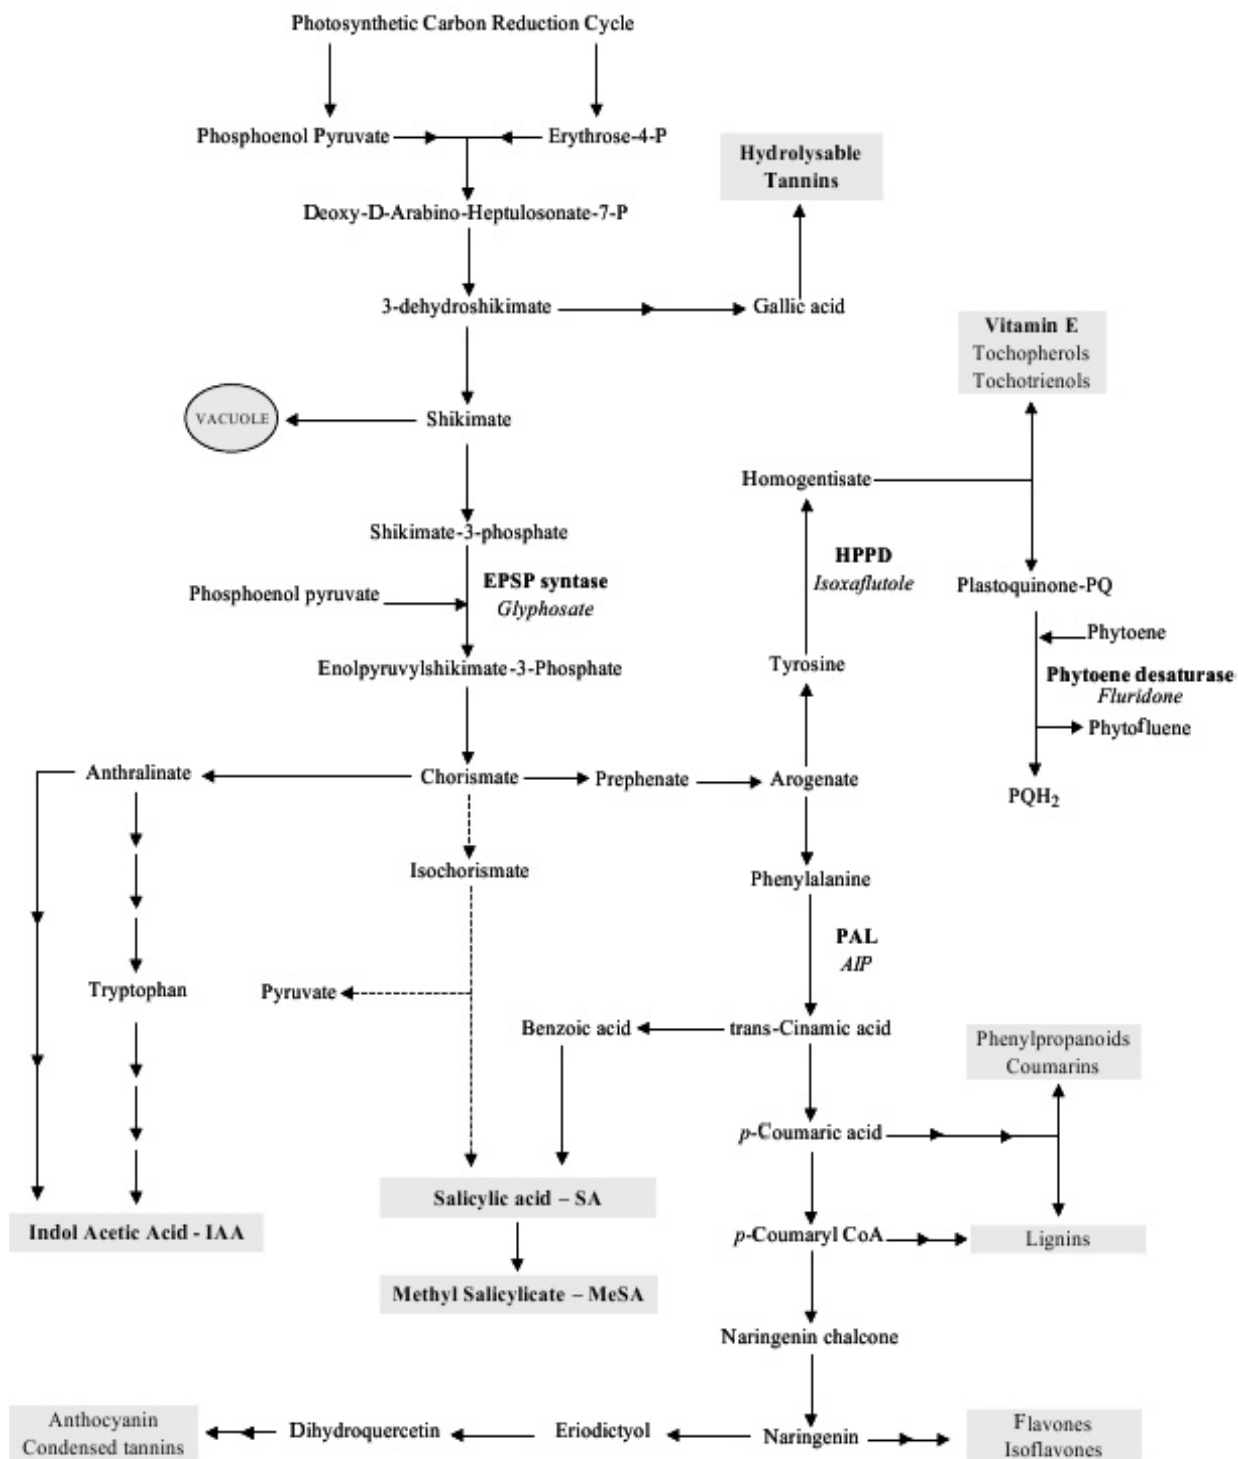 Photosynthetic Carbon Reduction Cycle
Phosphoenol Pyruvate
Erythrose-4-P
Hydrolysable
Tannins
Deoxy-D-Arabino-Heptulosonate-7-P
3-dehydroshikimate
Gallic acid
Vitamin E
Tochopherols
Tochotrienols
VACUOLE
Shikimate
Homogentisate
Shikimate-3-phosphate
EPSP syntase
Glyphosate
Phosphoenol pyruvate
HPPD
Isoxaflutole
Plastoquinone-PQ
Phytoene
Enolpyruvylshikimate-3-Phosphate
Tyrosine
Phytoene desaturase
Fluridone
Phytofluene
Anthralinate
Chorismate
Prephenate
Arogenate
PQH2
Isochorismate
Phenylalanine
PAL
AIP
Tryptophan
Pyruvate
Benzoic acid
trans-Cinamic acid
Phenylpropanoids
Coumarins
p-Coumaric acid
Salicylic acid – SA
Indol Acetic Acid - IAA
p-Coumaryl CoA
Lignins
Methyl Salicylicate – MeSA
Naringenin chalcone
Anthocyanin
Condensed tannins
Dihydroquercetin
Eriodictyol
Naringenin
Flavones
Isoflavones